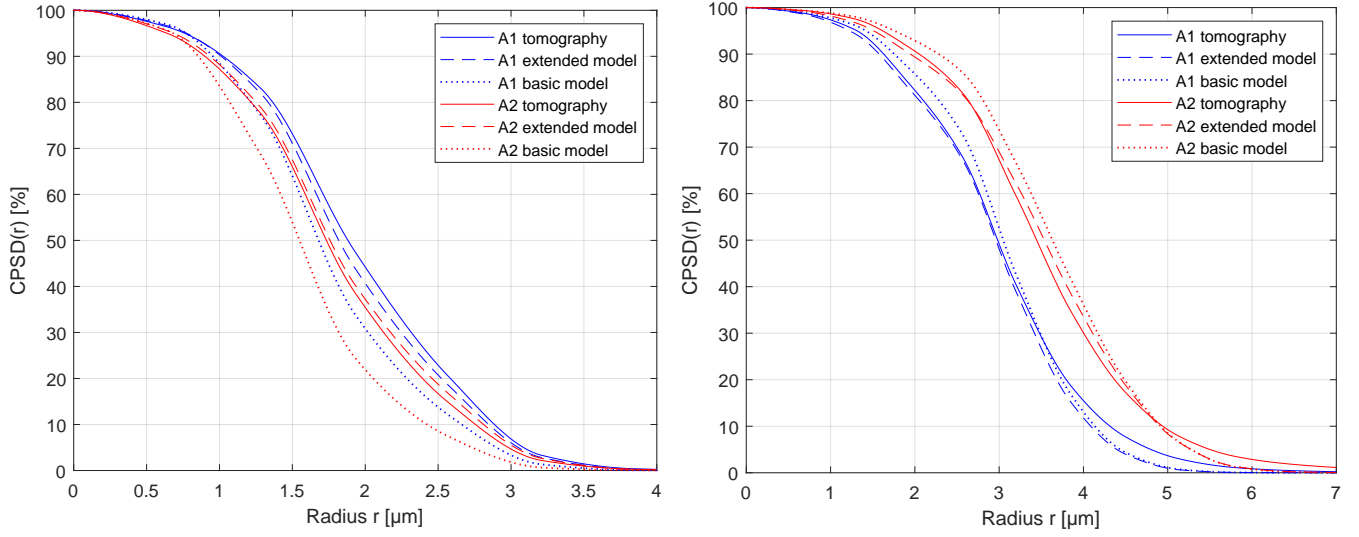 CPSD(r) [%]
100
90
80
70
60
50
40
30
20
10
0
0 0.5 1 1.5 2 2.5 3 3.5 4
Radius r [µm]
A1 tomography
A1 extended model
A1 basic model
A2 tomography
A2 extended model
A2 basic model
CPSD(r) [%]
100
90
80
70
60
50
40
30
20
10
0
0 1 2 3 4 5 6 7
Radius r [µm]
A1 tomography
A1 extended model
A1 basic model
A2 tomography
A2 extended model
A2 basic model